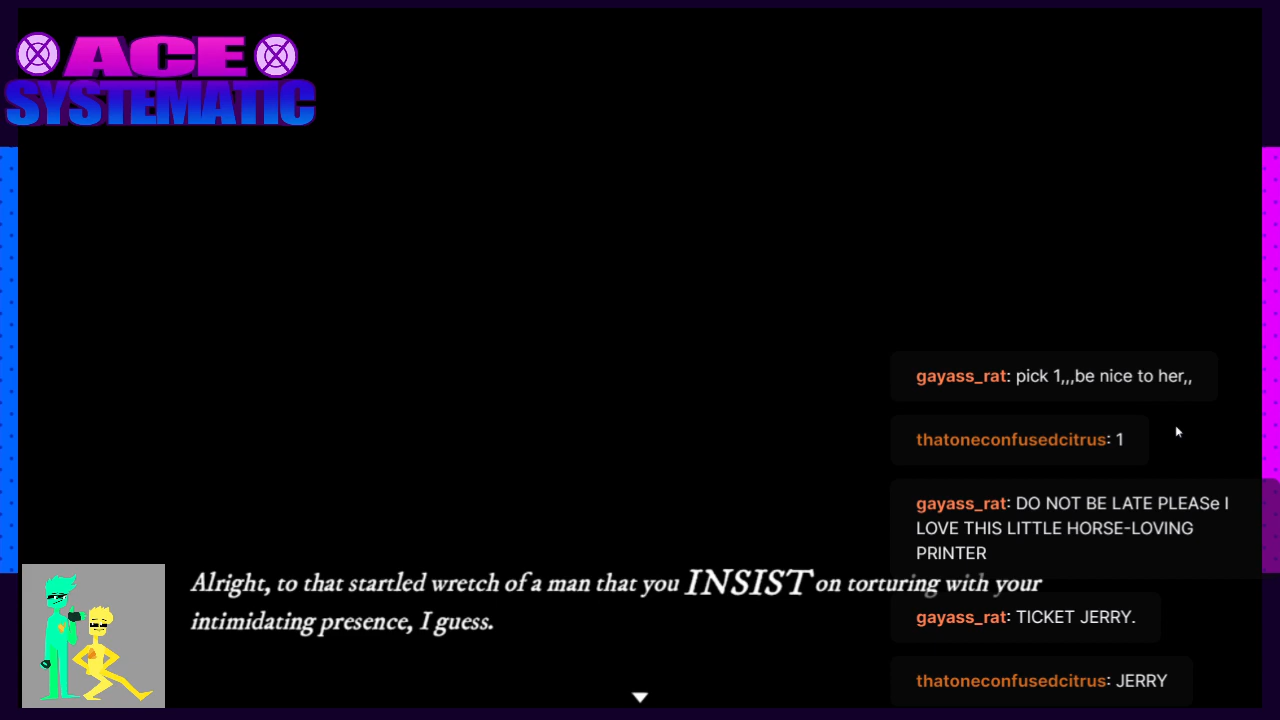 ACE
SYSTEMATIC
gayass_rat: pick 1,,,be nice to her,,
thatoneconfusedcitrus: 1
gayass_rat: DO NOT BE LATE PLEASe I
LOVE THIS LITTLE HORSE-LOVING
PRINTER
Alright, to that startled wretch of a man that you INSIST on torturing with your
intimidating presence, I guess.
gayass_rat: TICKET JERRY.
thatoneconfusedcitrus: JERRY